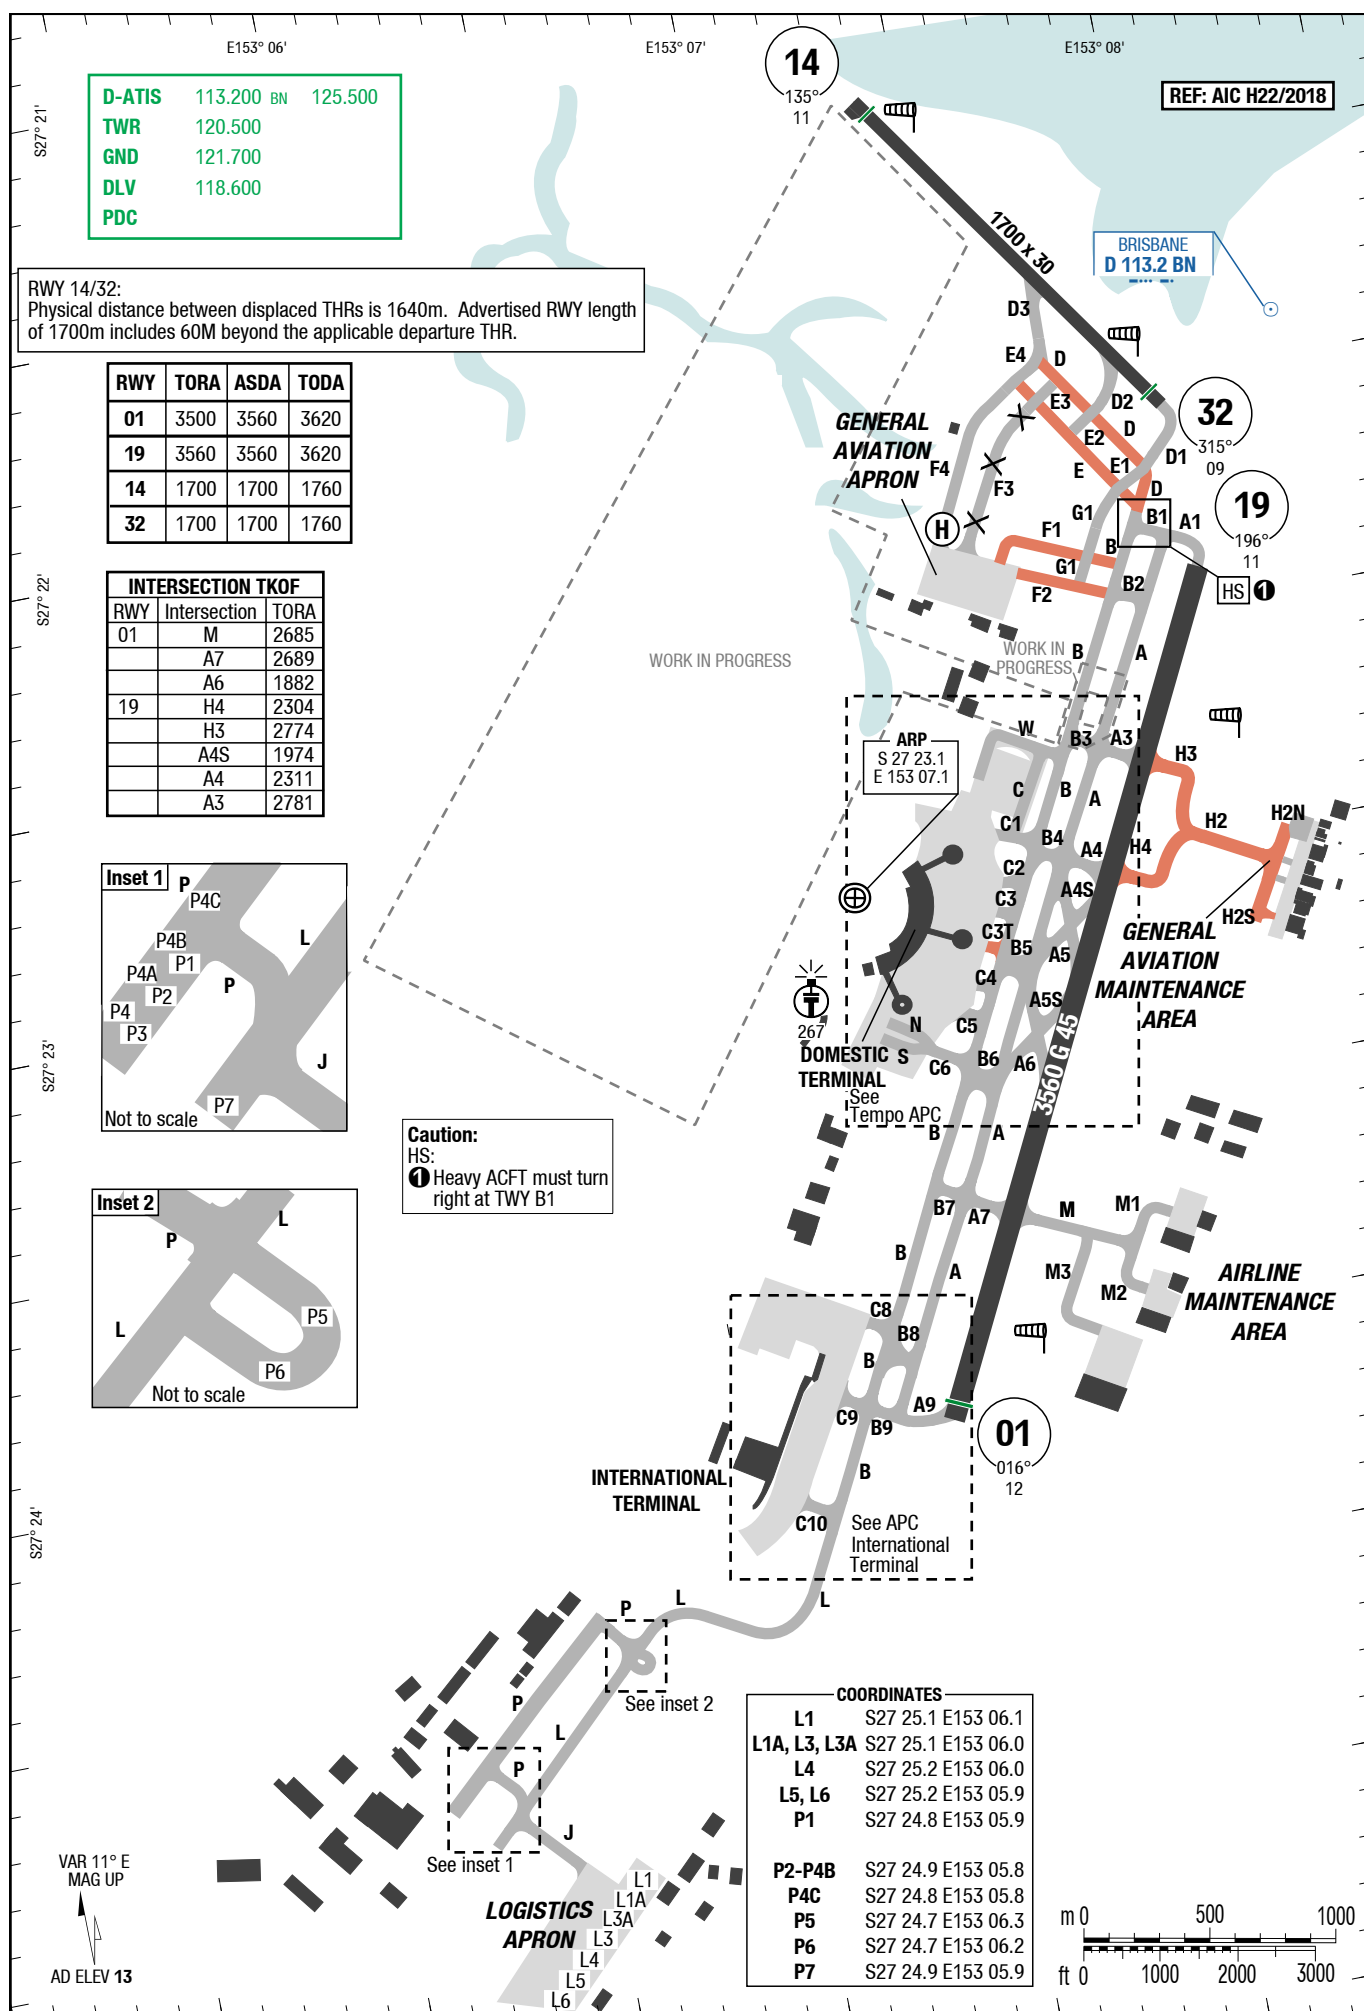 E153° 06'
E153° 07'
E153° 08'
14
135°
11
REF: AIC H22/2018
D-ATIS 113.200 BN 125.500
TWR 120.500
GND 121.700
DLV 118.600
PDC
S27° 21'
1700 x 30
BRISBANE
D 113.2 BN
RWY 14/32:
Physical distance between displaced THRs is 1640m. Advertised RWY length
of 1700m includes 60M beyond the applicable departure THR.
D3
E4
D
E3
D2
E2
D
E
E1
D1
D
32
315°
09
RWY TORA ASDA TODA
01 3500 3560 3620
19 3560 3560 3620
14 1700 1700 1760
32 1700 1700 1760
GENERAL
AVIATION
APRON
F4
F3
H
G1
B1
A1
19
196°
11
F1
B
G1
F2
B2
HS 1
S27° 22'
INTERSECTION TKOF
RWY Intersection TORA
01 M 2685
A7 2689
A6 1882
19 H4 2304
H3 2774
A4S 1974
A4 2311
A3 2781
WORK IN PROGRESS
WORK IN
PROGRESS
B
A
W
B3
A3
H3
ARP
S 27 23.1
E 153 07.1
C
B
A
C1
B4
H2
H2N
A4
H4
C2
A4S
C3
H2S
C3T
B5
A5
GENERAL
AVIATION
MAINTENANCE
AREA
C4
A5S
267
N
C5
DOMESTIC
TERMINAL
S
C6
B6
A6
3560 G 45
See
Tempo APC
Inset 1
P
P4C
L
P4B
P1
P4A
P
P2
P4
P3
J
P7
Not to scale
S27° 23'
Caution:
HS:
1 Heavy ACFT must turn
right at TWY B1
B
A
B7
A7
M
M1
B
A
M3
M2
AIRLINE
MAINTENANCE
AREA
Inset 2
L
P
L
P5
P6
Not to scale
C8
B8
B
C9
B9
A9
01
016°
12
B
INTERNATIONAL
TERMINAL
C10
See APC
International
Terminal
S27° 24'
P
L
L
See inset 2
P
L
P
J
See inset 1
COORDINATES
L1 S27 25.1 E153 06.1
L1A, L3, L3A S27 25.1 E153 06.0
L4 S27 25.2 E153 06.0
L5, L6 S27 25.2 E153 05.9
P1 S27 24.8 E153 05.9
P2-P4B S27 24.9 E153 05.8
P4C S27 24.8 E153 05.8
P5 S27 24.7 E153 06.3
P6 S27 24.7 E153 06.2
P7 S27 24.9 E153 05.9
VAR 11° E
MAG UP
AD ELEV 13
LOGISTICS
APRON
L1
L1A
L3A
L3
L4
L5
L6
m 0 500 1000
ft 0 1000 2000 3000